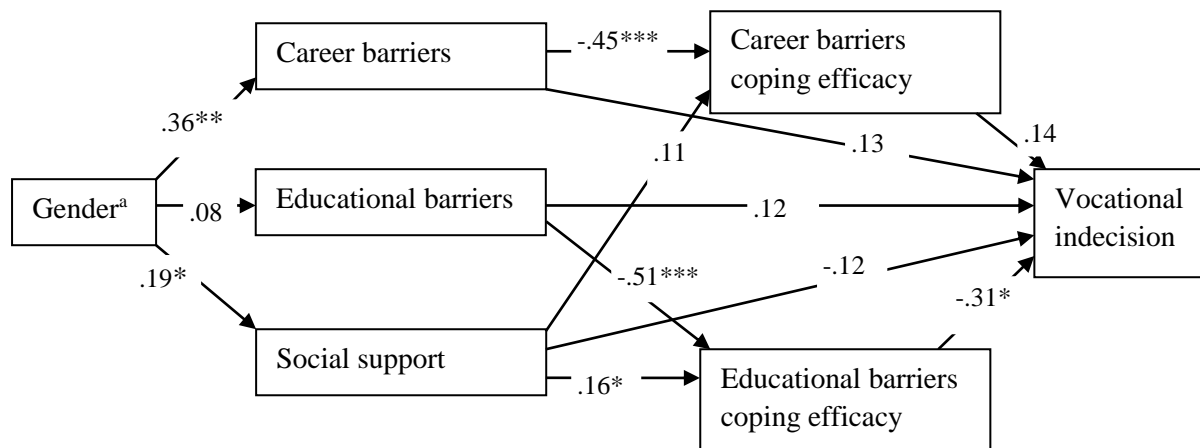 Career barriers
-.45***
Career barriers
coping efficacy
.36**
.11
.13
.14
Genderᵃ
.08
Educational barriers
.12
Vocational
indecision
.19*
-.51***
-.12
-.31*
Social support
.16*
Educational barriers
coping efficacy